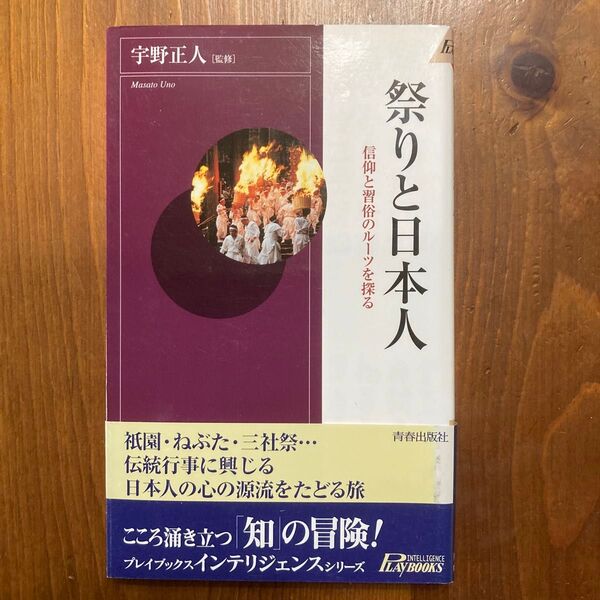 宇野正人[監修]
Masato Uno
祭りと日本人
信仰と習俗のルーツを探る
青春出版社
祇園・ねぶた・三社祭…
伝統行事に興じる
日本人の心の源流をたどる旅
こころ涌き立つ「知」の冒険!
プレイブックスインテリジェンスシリーズ
INTELLIGENCE
PLAYBOOKS